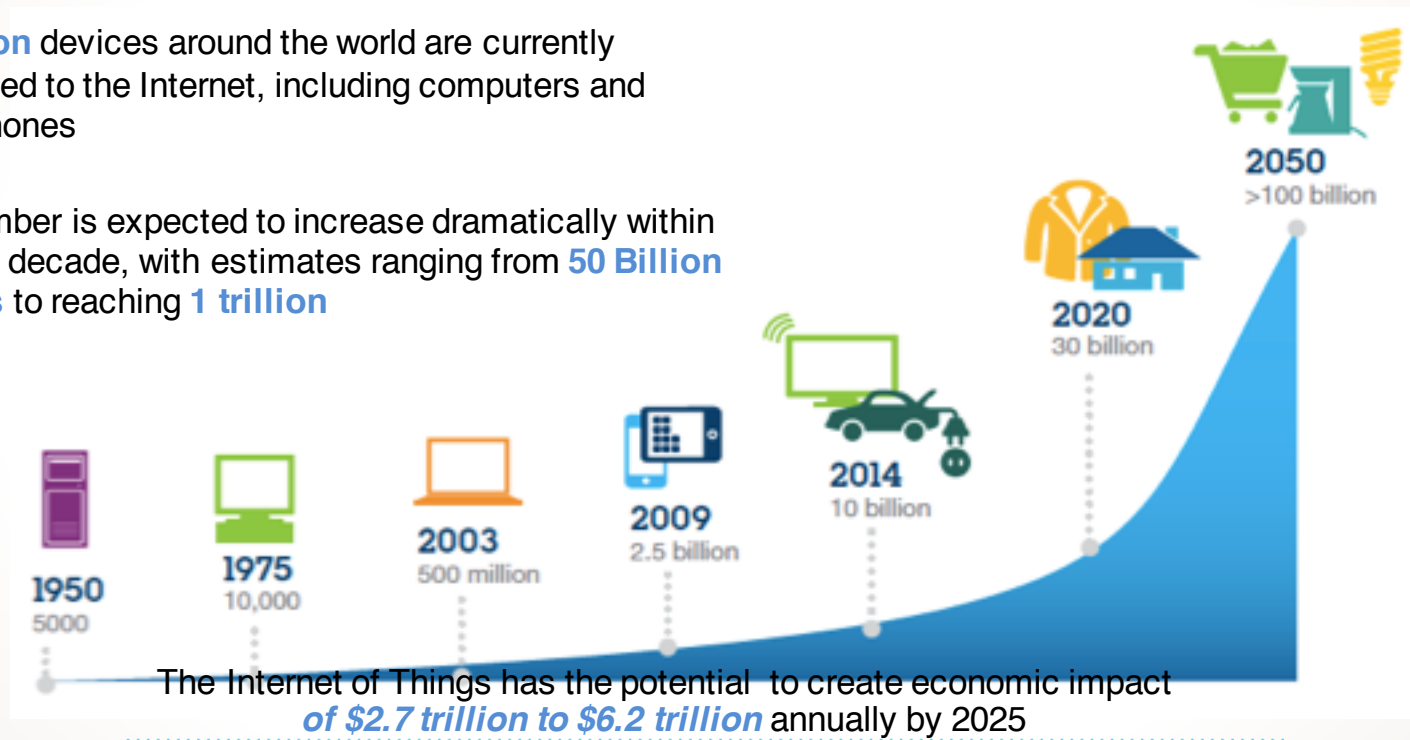 on devices around the world are currently
ed to the Internet, including computers and
ones
mber is expected to increase dramatically within
decade, with estimates ranging from 50 Billion
s to reaching 1 trillion
2050
>100 billion
2020
30 billion
2014
10 billion
2009
2.5 billion
2003
500 million
1975
10,000
1950
5000
The Internet of Things has the potential to create economic impact
of $2.7 trillion to $6.2 trillion annually by 2025